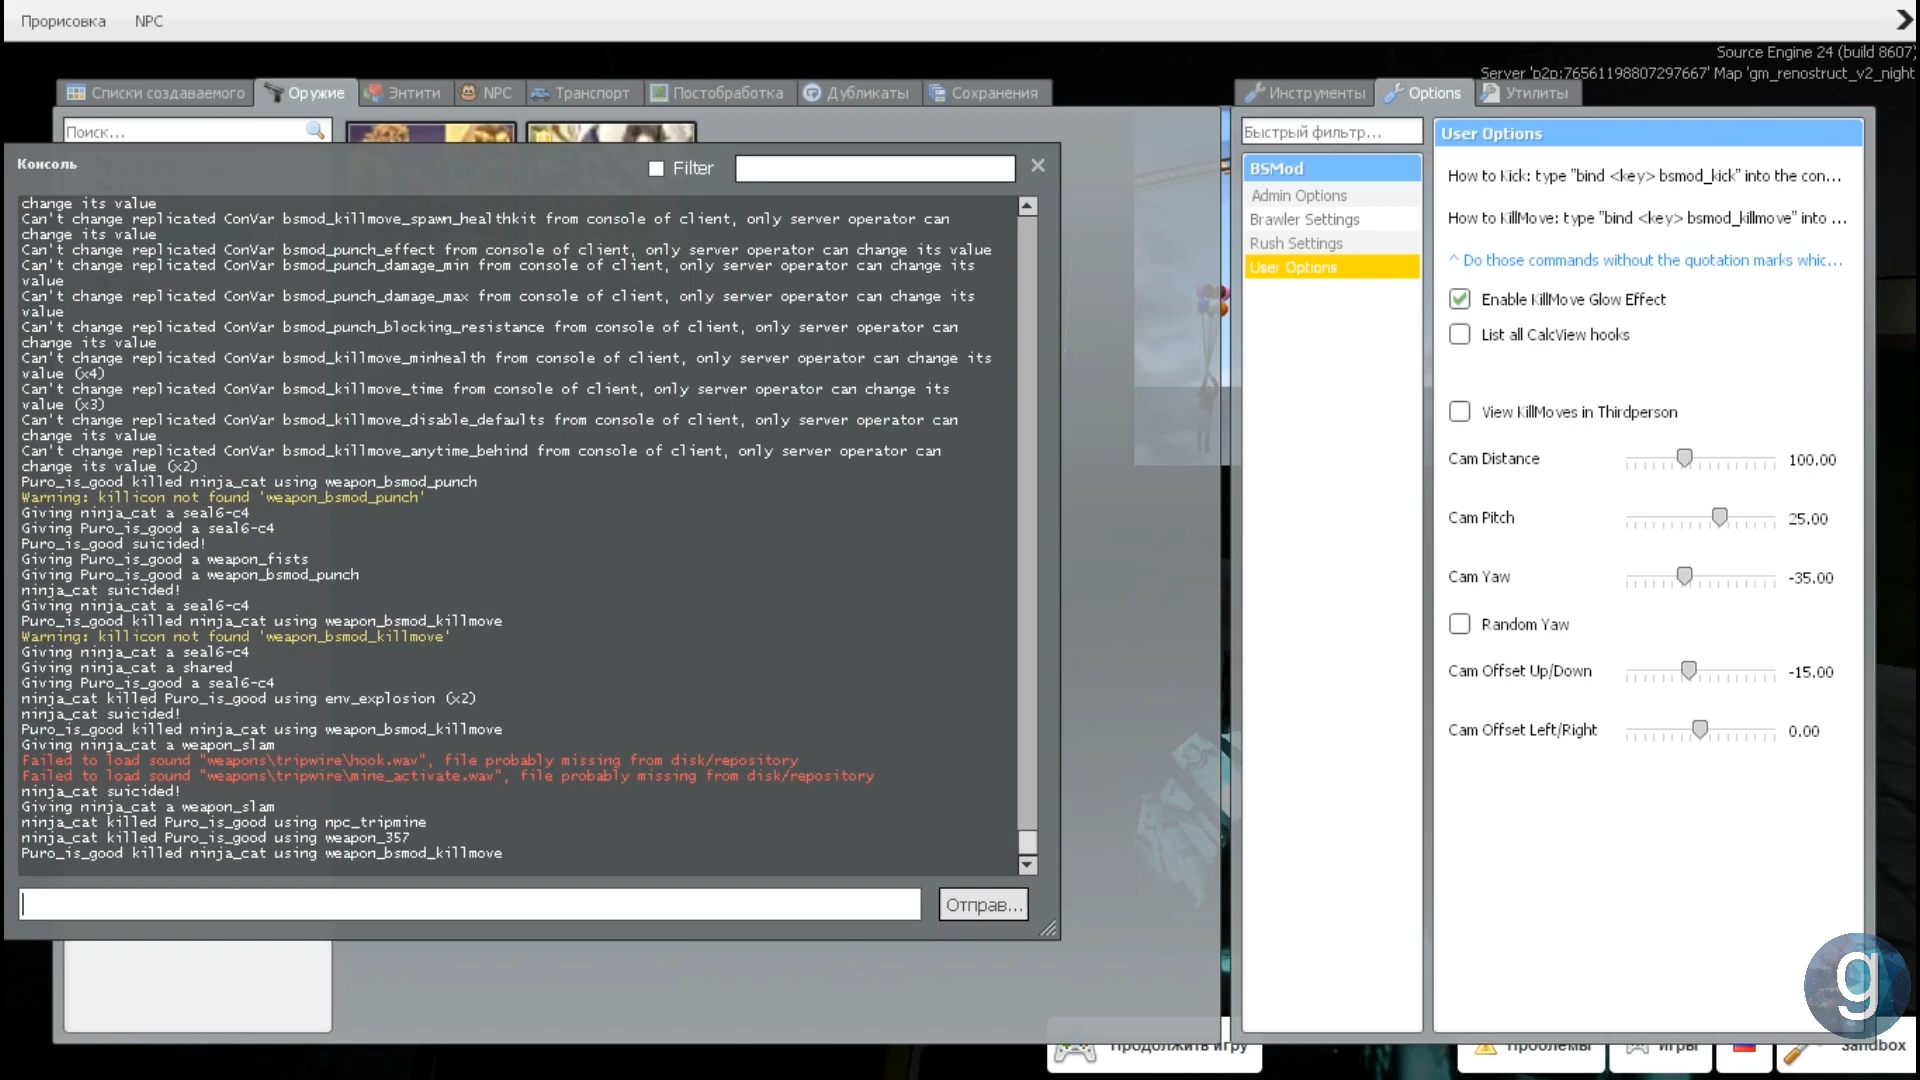 Прорисовка NPC
Source Engine 24 (build 8607)
Server 'p2p:76561198807297667' Map 'gm_renostruct_v2_night
Списки создаваемого Оружие Энтити NPC Транспорт Постобработка Дубликаты Сохранения
Инструменты Options Утилиты
Поиск...
Консоль
Filter
change its value
Can't change replicated ConVar bsmod_killmove_spawn_healthkit from console of client, only server operator can
change its value
Can't change replicated ConVar bsmod_punch_effect from console of client, only server operator can change its value
Can't change replicated ConVar bsmod_punch_damage_min from console of client, only server operator can change its
value
Can't change replicated ConVar bsmod_punch_damage_max from console of client, only server operator can change its
value
Can't change replicated ConVar bsmod_punch_blocking_resistance from console of client, only server operator can
change its value
Can't change replicated ConVar bsmod_killmove_minhealth from console of client, only server operator can change its
value (x4)
Can't change replicated ConVar bsmod_killmove_time from console of client, only server operator can change its
value (x3)
Can't change replicated ConVar bsmod_killmove_disable_defaults from console of client, only server operator can
change its value
Can't change replicated ConVar bsmod_killmove_anytime_behind from console of client, only server operator can
change its value (x2)
Puro_is_good killed ninja_cat using weapon_bsmod_punch
Warning: killicon not found 'weapon_bsmod_punch'
Giving ninja_cat a seal6-c4
Giving Puro_is_good a seal6-c4
Puro_is_good suicided!
Giving Puro_is_good a weapon_fists
Giving Puro_is_good a weapon_bsmod_punch
ninja_cat suicided!
Giving ninja_cat a seal6-c4
Puro_is_good killed ninja_cat using weapon_bsmod_killmove
Warning: killicon not found 'weapon_bsmod_killmove'
Giving ninja_cat a seal6-c4
Giving ninja_cat a shared
Giving Puro_is_good a seal6-c4
ninja_cat killed Puro_is_good using env_explosion (x2)
ninja_cat suicided!
Puro_is_good killed ninja_cat using weapon_bsmod_killmove
Giving ninja_cat a weapon_slam
Failed to load sound "weapons\tripwire\hook.wav", file probably missing from disk/repository
Failed to load sound "weapons\tripwire\mine_activate.wav", file probably missing from disk/repository
ninja_cat suicided!
Giving ninja_cat a weapon_slam
ninja_cat killed Puro_is_good using npc_tripmine
ninja_cat killed Puro_is_good using weapon_357
Puro_is_good killed ninja_cat using weapon_bsmod_killmove
Отправ...
Быстрый фильтр...
BSMod
Admin Options
Brawler Settings
Rush Settings
User Options
User Options
How to Kick: type "bind <key> bsmod_kick" into the con...
How to KillMove: type "bind <key> bsmod_killmove" into ...
^ Do those commands without the quotation marks whic...
Enable KillMove Glow Effect
List all CalcView hooks
View KillMoves in Thirdperson
Cam Distance 100.00
Cam Pitch 25.00
Cam Yaw -35.00
Random Yaw
Cam Offset Up/Down -15.00
Cam Offset Left/Right 0.00
g
Продолжить игру Проблемы Игры Sandbox